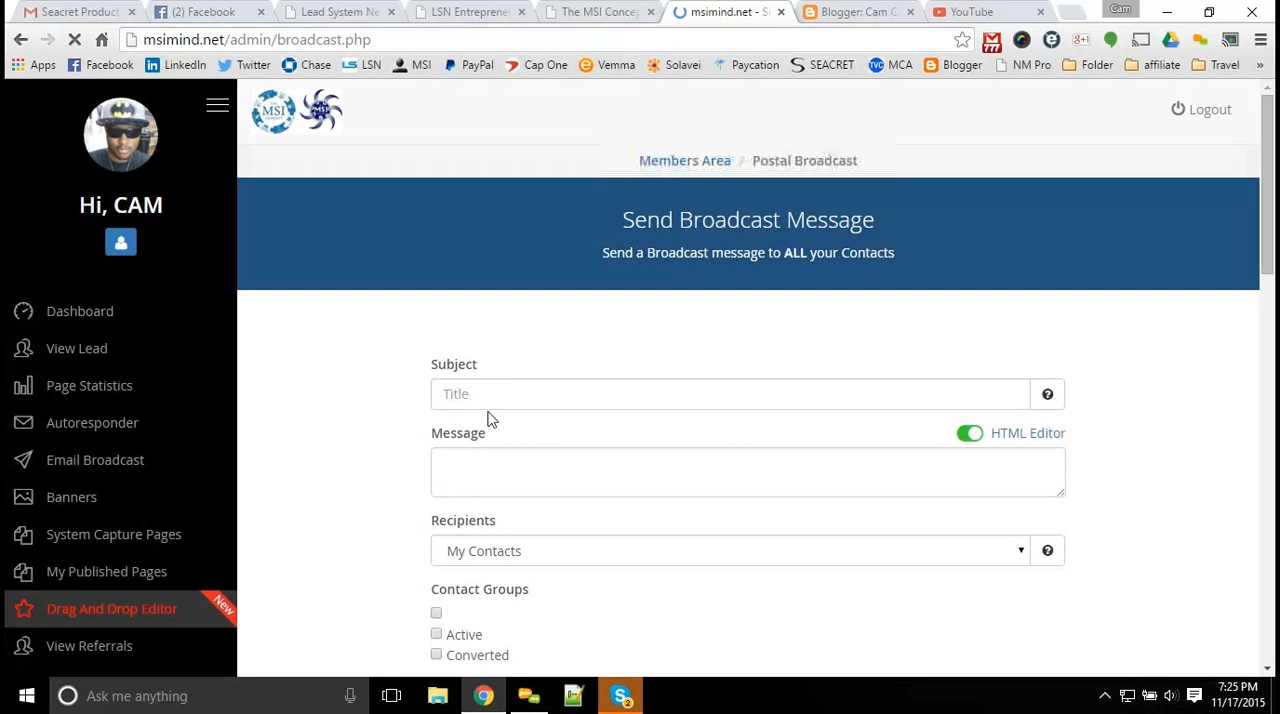 Seacret Product
(2) Facebook
Lead System Ne
LSN Entreprene
The MSI Concep
msimind.net - S
Blogger: Cam C
YouTube
Cam
msimind.net/admin/broadcast.php
Apps Facebook LinkedIn Twitter Chase LSN MSI PayPal Cap One Vemma Solavei Paycation SEACRET MCA Blogger NM Pro Folder affiliate Travel »
MSI
Logout
Members Area / Postal Broadcast
Hi, CAM
Send Broadcast Message
Send a Broadcast message to ALL your Contacts
Dashboard
View Lead
Page Statistics
Autoresponder
Email Broadcast
Banners
System Capture Pages
My Published Pages
Drag And Drop Editor New
View Referrals
Subject
Title
Message HTML Editor
Recipients
My Contacts
Contact Groups
Active
Converted
Ask me anything
7:25 PM
11/17/2015